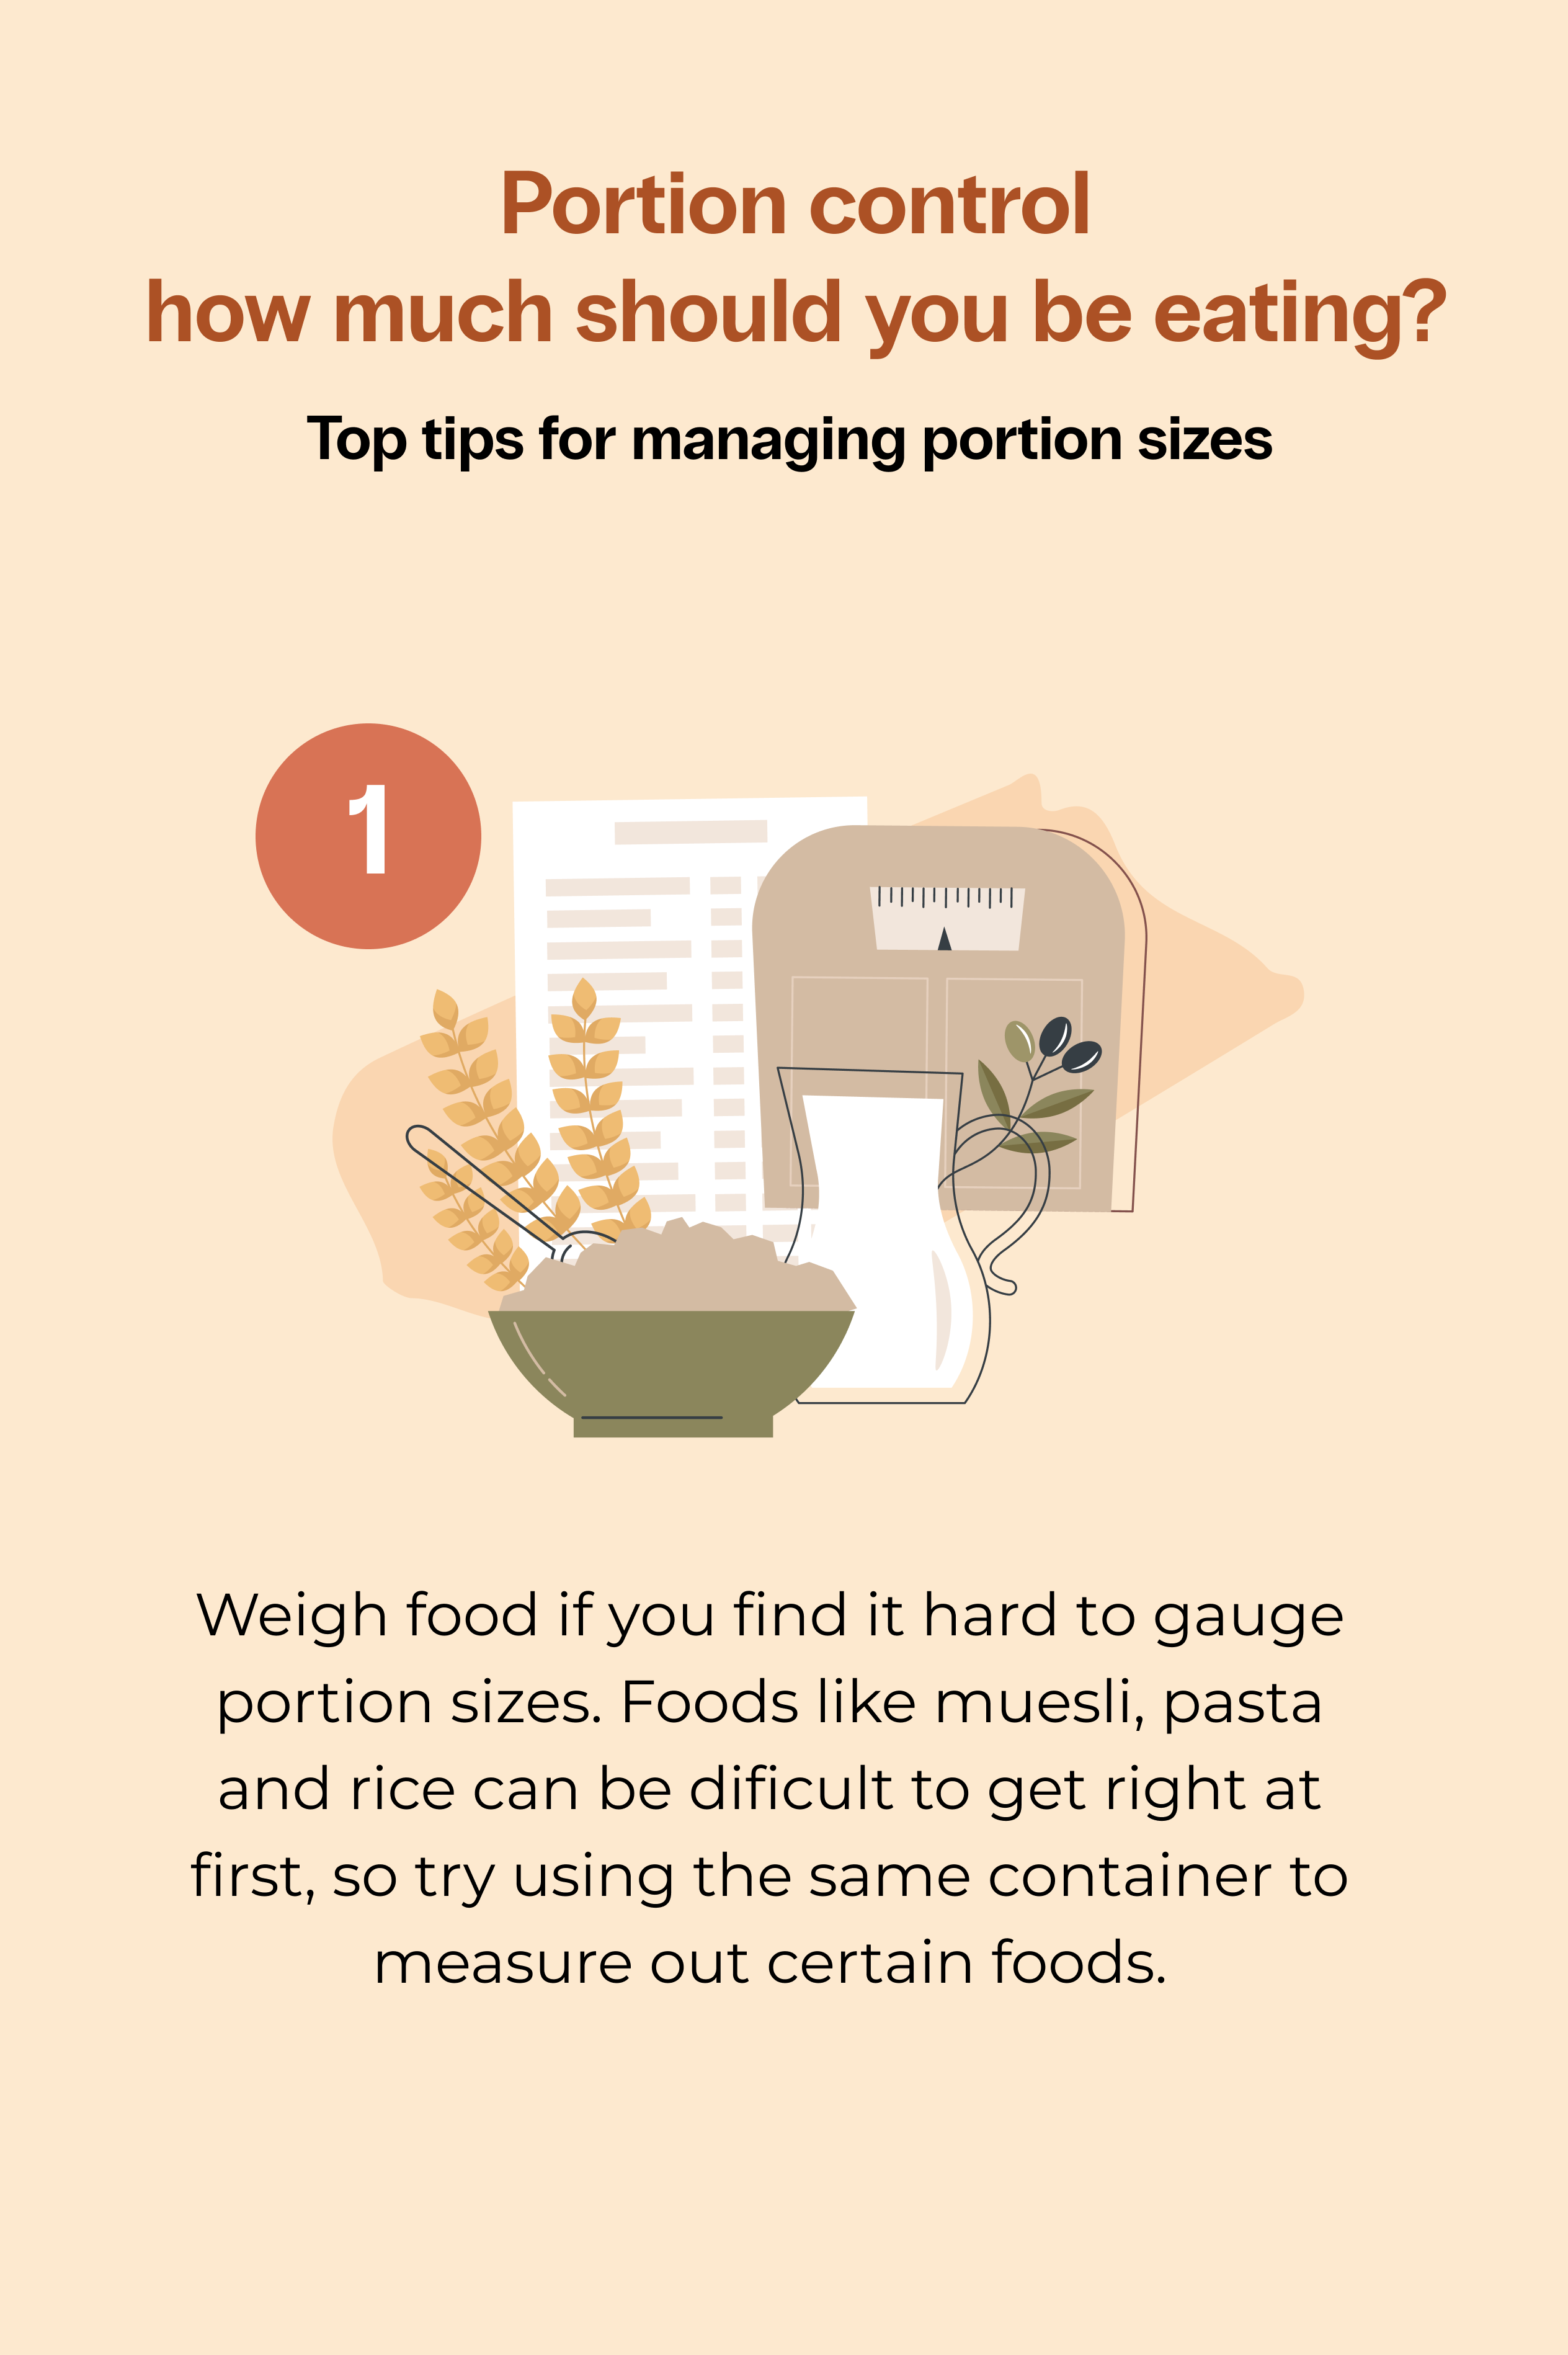 Portion control
how much should you be eating?
Top tips for managing portion sizes
1
Weigh food if you find it hard to gauge
portion sizes. Foods like muesli, pasta
and rice can be dificult to get right at
first, so try using the same container to
measure out certain foods.